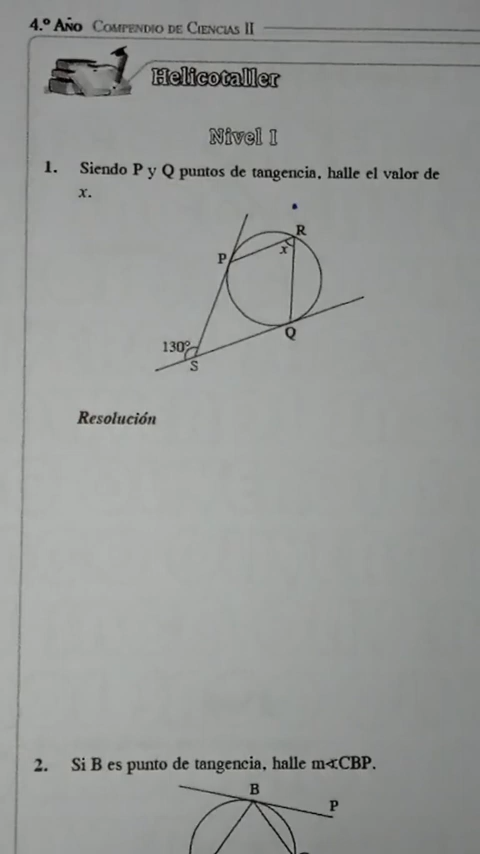 4.º AÑO COMPENDIO DE CIENCIAS II
Helicotaller
Nivel I
1. Siendo P y Q puntos de tangencia, halle el valor de
x.
R
P
x
Q
130°
S
Resolución
2. Si B es punto de tangencia, halle m∢CBP.
B
P